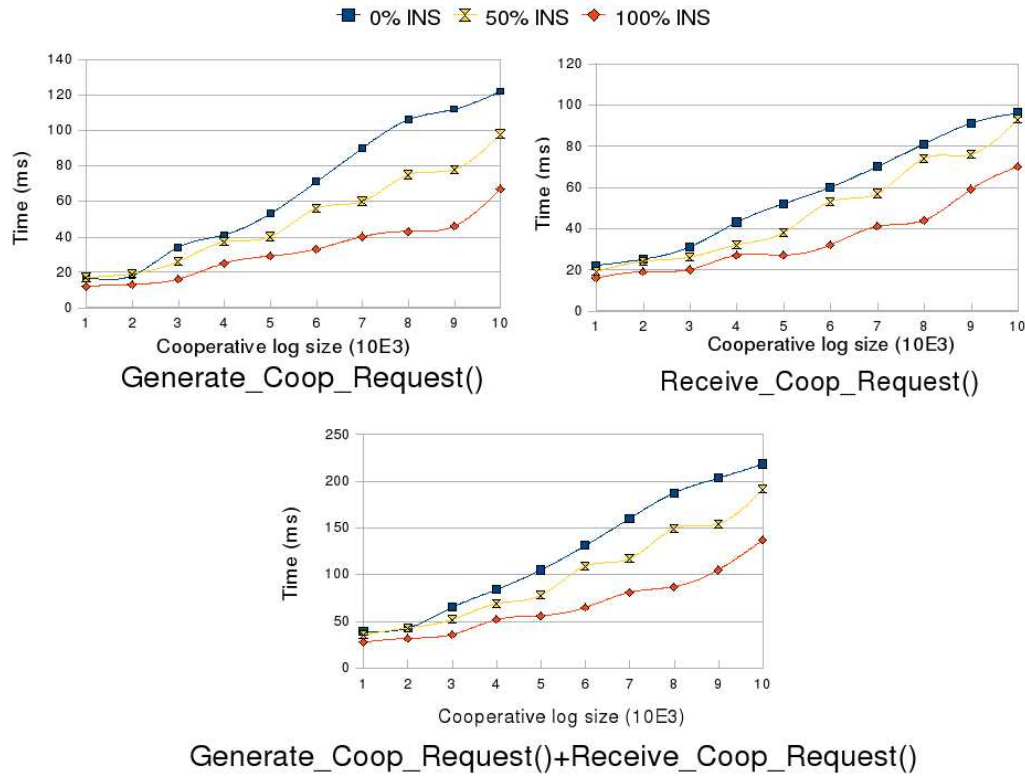 0% INS 50% INS 100% INS
140
120
100
80
60
40
20
0
Time (ms)
1 2 3 4 5 6 7 8 9 10
Cooperative log size (10E3)
Generate_Coop_Request()
120
100
80
60
40
20
0
Time (ms)
1 2 3 4 5 6 7 8 9 10
Cooperative log size (10E3)
Receive_Coop_Request()
250
200
150
100
50
0
Time (ms)
1 2 3 4 5 6 7 8 9 10
Cooperative log size (10E3)
Generate_Coop_Request()+Receive_Coop_Request()